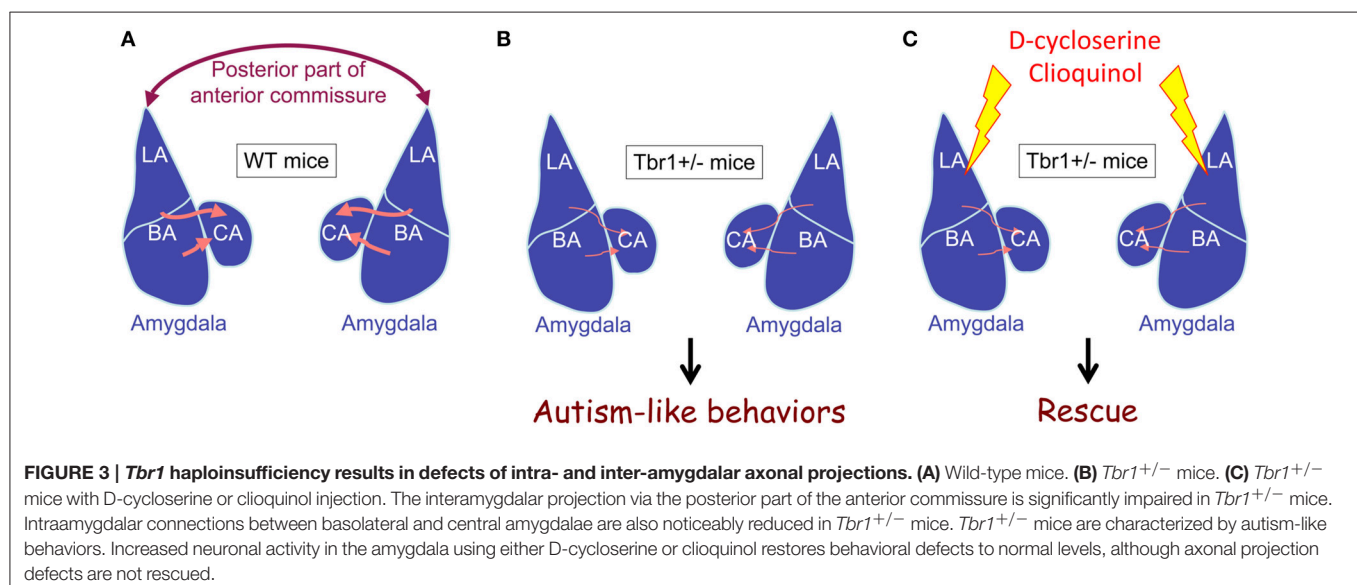 A
Posterior part of
anterior commissure
LA
LA
WT mice
BA
CA
CA
BA
Amygdala
Amygdala
B
LA
LA
Tbr1+/- mice
BA
CA
CA
BA
Amygdala
Amygdala
Autism-like behaviors
C
D-cycloserine
Clioquinol
LA
LA
Tbr1+/- mice
BA
CA
CA
BA
Amygdala
Amygdala
Rescue
FIGURE 3 | Tbr1 haploinsufficiency results in defects of intra- and inter-amygdalar axonal projections. (A) Wild-type mice. (B) Tbr1+/− mice. (C) Tbr1+/−
mice with D-cycloserine or clioquinol injection. The interamygdalar projection via the posterior part of the anterior commissure is significantly impaired in Tbr1+/− mice.
Intraamygdalar connections between basolateral and central amygdalae are also noticeably reduced in Tbr1+/− mice. Tbr1+/− mice are characterized by autism-like
behaviors. Increased neuronal activity in the amygdala using either D-cycloserine or clioquinol restores behavioral defects to normal levels, although axonal projection
defects are not rescued.